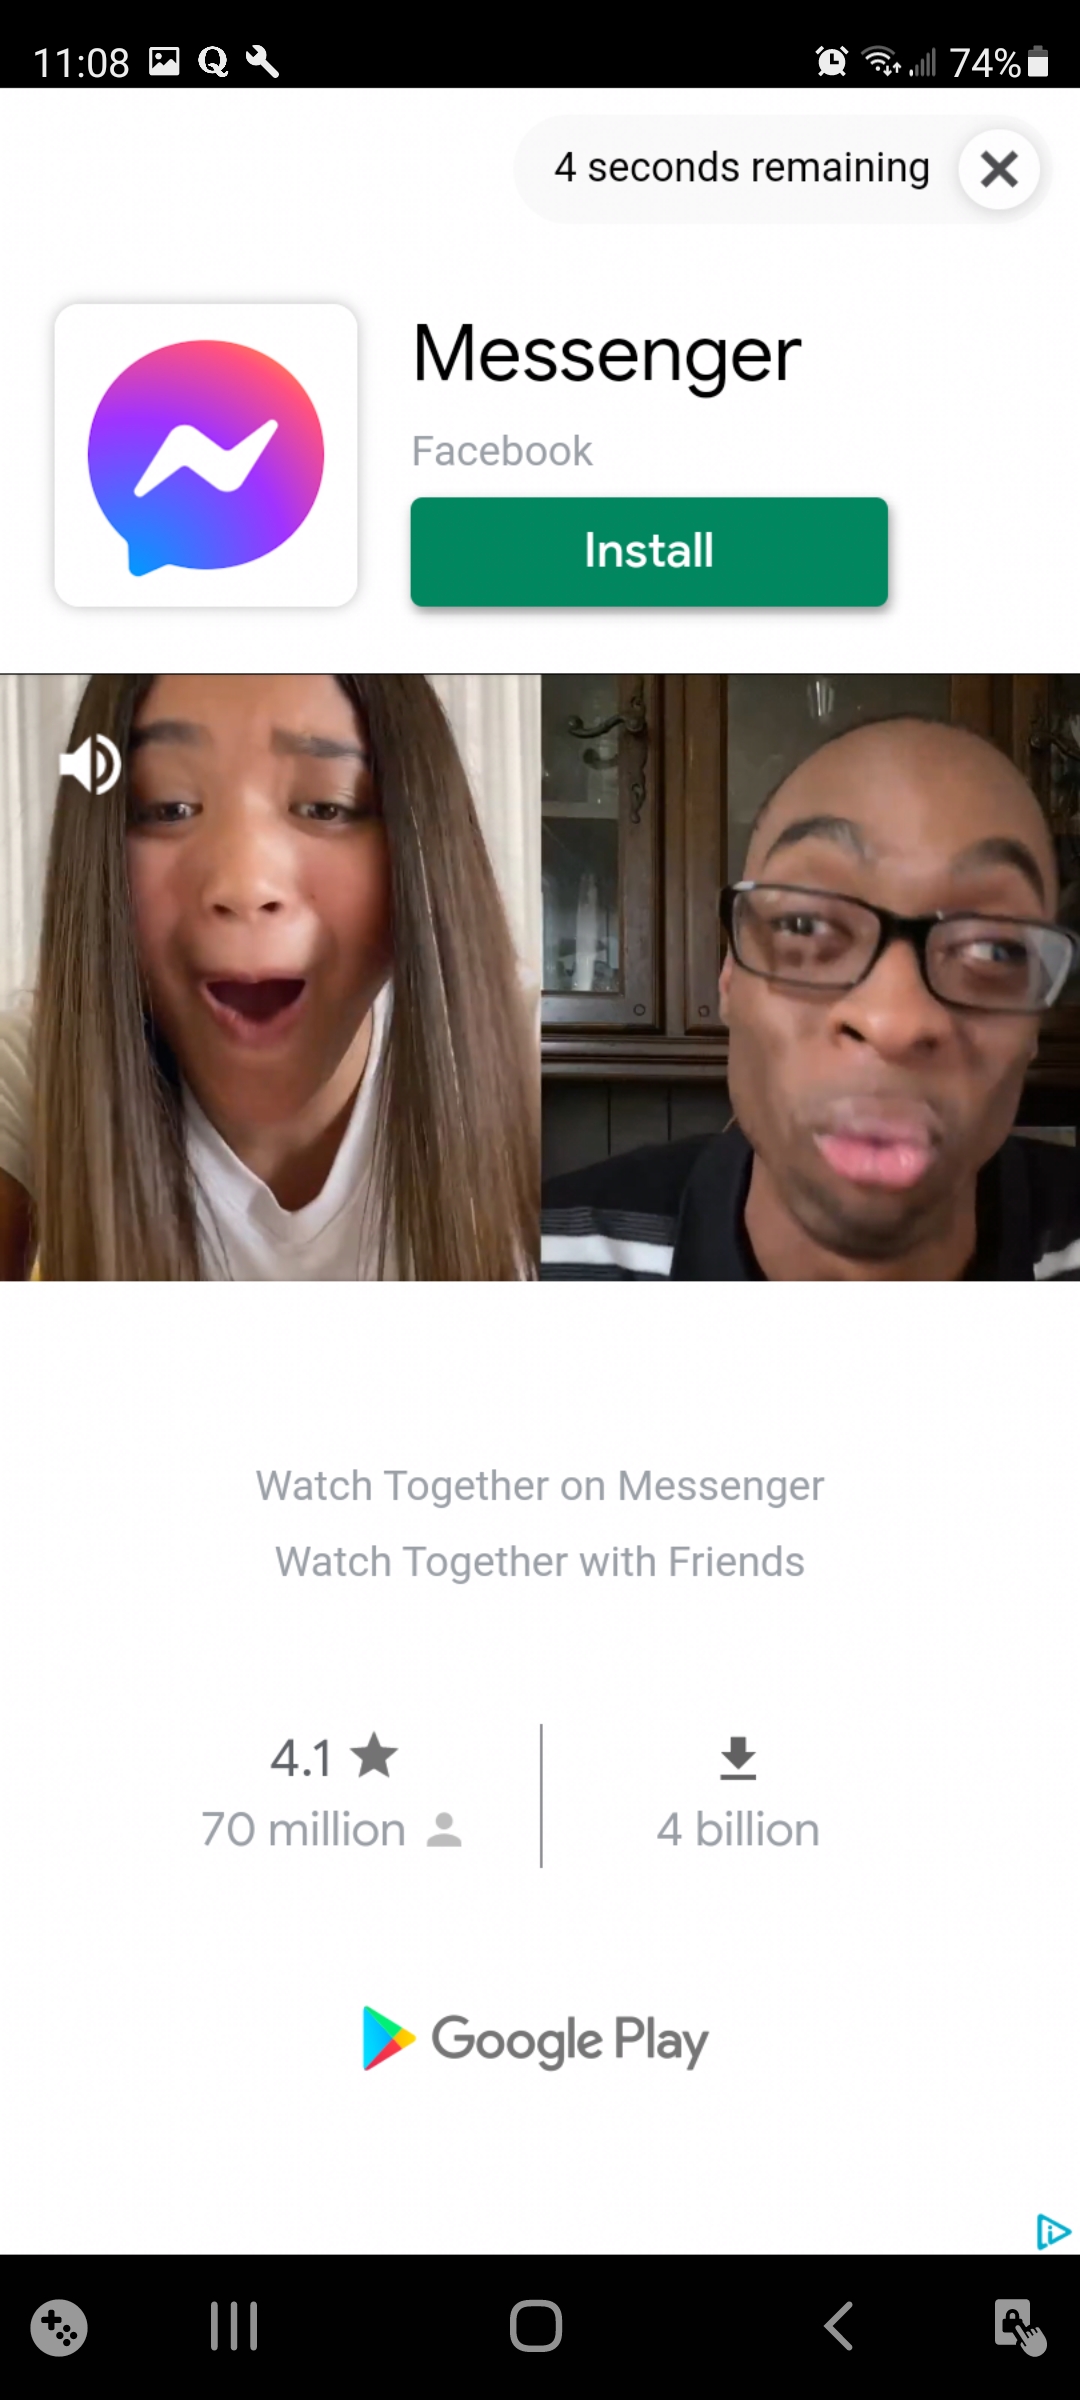 11:08
74%
4 seconds remaining
Messenger
Facebook
Install
Watch Together on Messenger
Watch Together with Friends
4.1
70 million
4 billion
Google Play